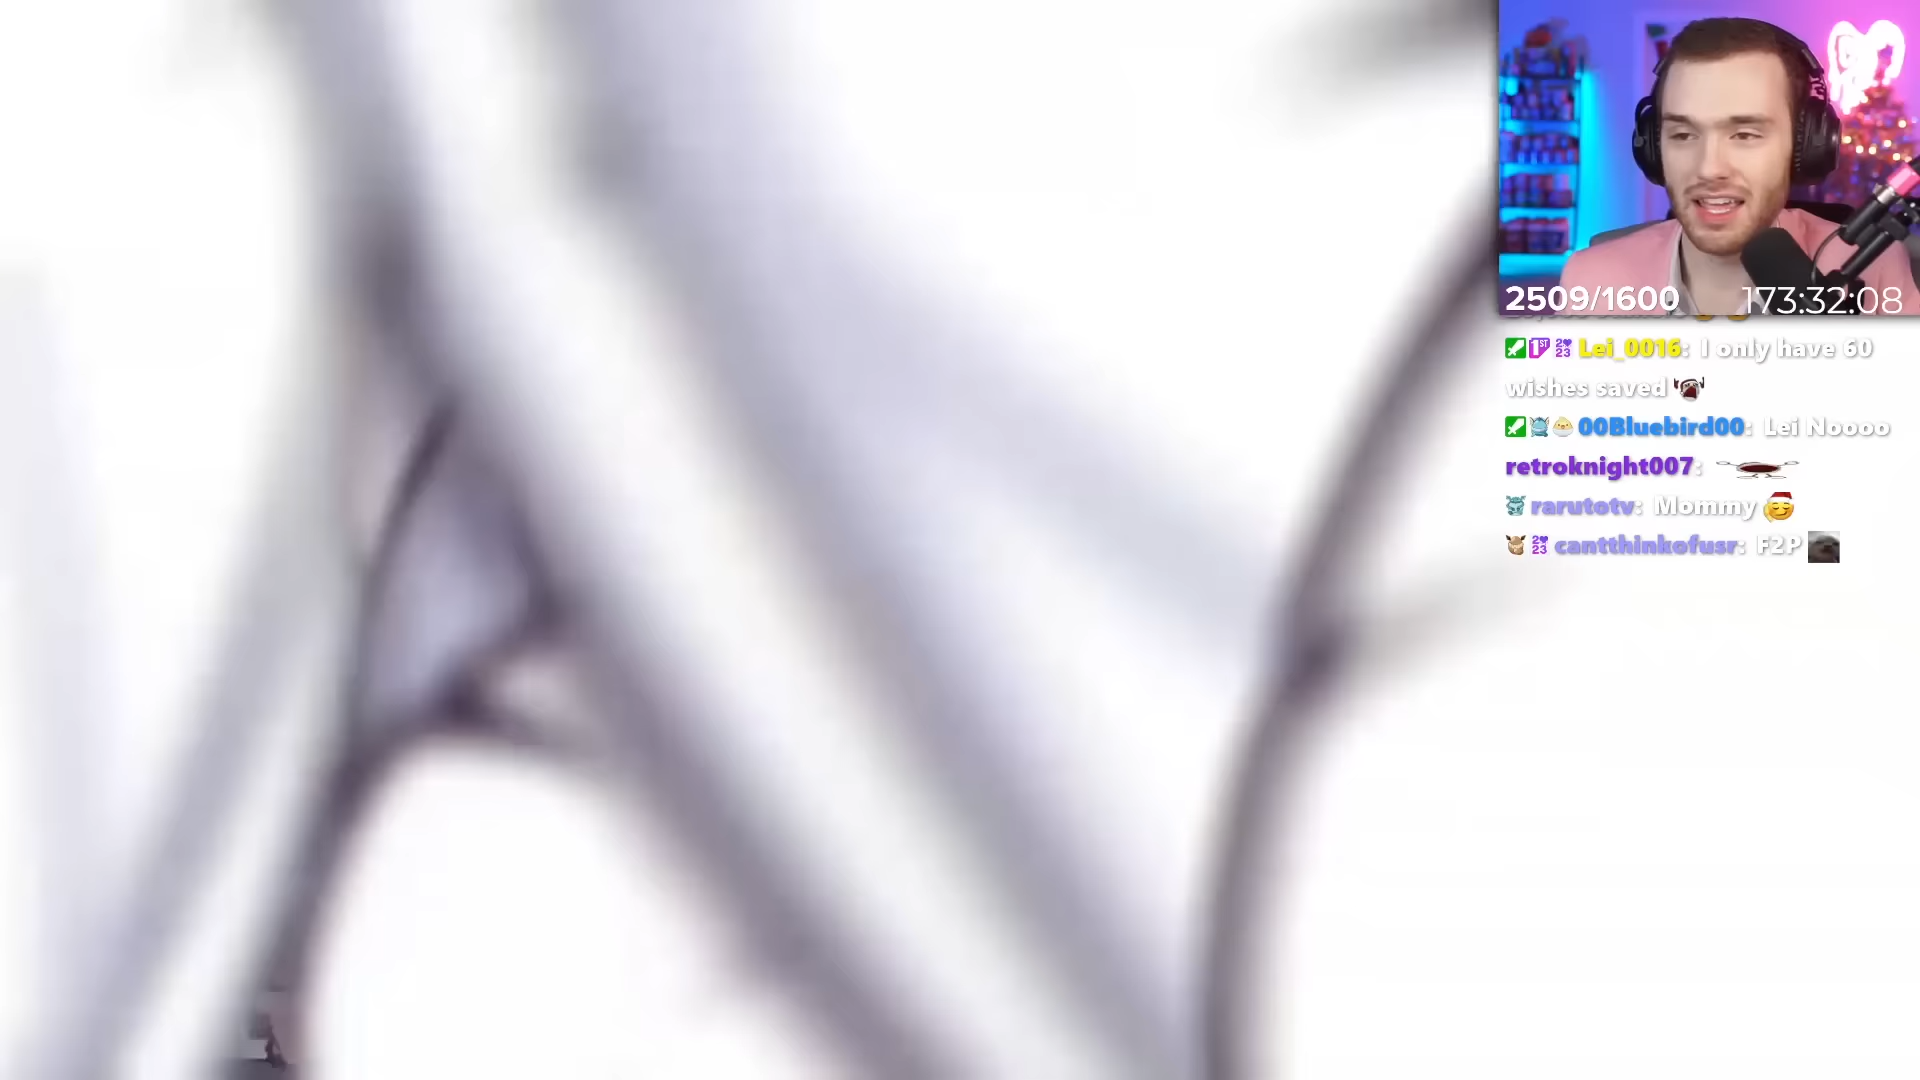 2509/1600 173:32:08
Lei_0016: I only have 60
wishes saved
00Bluebird00: Lei Noooo
retroknight007:
rarutotv: Mommy
cantthinkofusr: F2P